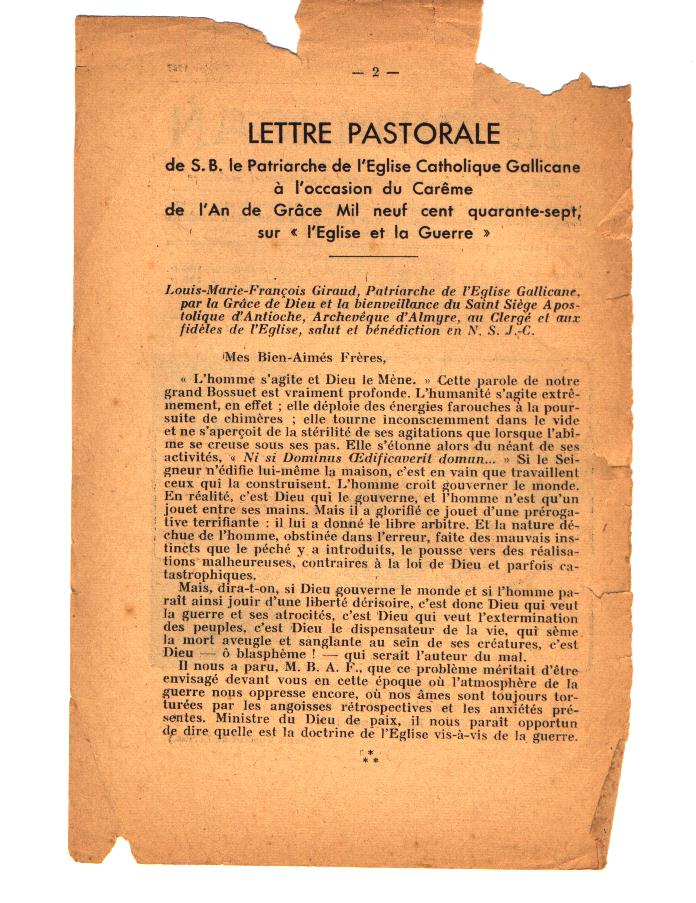 — 2 —
LETTRE PASTORALE
de S.B. le Patriarche de l'Eglise Catholique Gallicane
à l'occasion du Carême
de l'An de Grâce Mil neuf cent quarante-sept,
sur « l'Eglise et la Guerre »
Louis-Marie-François Giraud, Patriarche de l'Eglise Gallicane,
par la Grâce de Dieu et la bienveillance du Saint Siège Apos-
tolique d'Antioche, Archevêque d'Almyre, au Clergé et aux
fidèles de l'Eglise, salut et bénédiction en N. S. J.-C.
Mes Bien-Aimés Frères,
« L'homme s'agite et Dieu le Mène. » Cette parole de notre
grand Bossuet est vraiment profonde. L'humanité s'agite extrê-
mement, en effet ; elle déploie des énergies farouches à la pour-
suite de chimères ; elle tourne inconsciemment dans le vide
et ne s'aperçoit de la stérilité de ses agitations que lorsque l'abî-
me se creuse sous ses pas. Elle s'étonne alors du néant de ses
activités, « Ni si Dominus Œdificaverit domun... » Si le Sei-
gneur n'édifie lui-même la maison, c'est en vain que travaillent
ceux qui la construisent. L'homme croit gouverner le monde.
En réalité, c'est Dieu qui le gouverne, et l'homme n'est qu'un
jouet entre ses mains. Mais il a glorifié ce jouet d'une préroga-
tive terrifiante : il lui a donné le libre arbitre. Et la nature dé-
chue de l'homme, obstinée dans l'erreur, faite des mauvais ins-
tincts que le péché y a introduits, le pousse vers des réalisa-
tions malheureuses, contraires à la loi de Dieu et parfois ca-
tastrophiques.
Mais, dira-t-on, si Dieu gouverne le monde et si l'homme pa-
raît ainsi jouir d'une liberté dérisoire, c'est donc Dieu qui veut
la guerre et ses atrocités, c'est Dieu qui veut l'extermination
des peuples, c'est Dieu le dispensateur de la vie, qui sème
la mort aveugle et sanglante au sein de ses créatures, c'est
Dieu — ô blasphème ! — qui serait l'auteur du mal.
Il nous a paru, M. B. A. F., que ce problème méritait d'être
envisagé devant vous en cette époque où l'atmosphère de la
guerre nous oppresse encore, où nos âmes sont toujours tor-
turées par les angoisses rétrospectives et les anxiétés pré-
sentes. Ministre du Dieu de paix, il nous paraît opportun
de dire quelle est la doctrine de l'Eglise vis-à-vis de la guerre.
*
* *